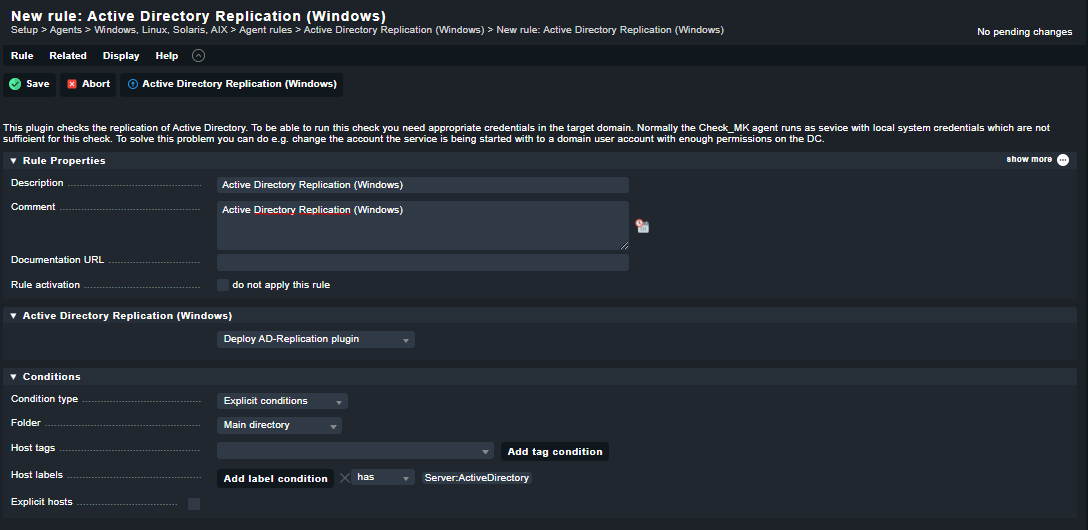 New rule: Active Directory Replication (Windows)
Setup > Agents > Windows, Linux, Solaris, AIX > Agent rules > Active Directory Replication (Windows) > New rule: Active Directory Replication (Windows)
No pending changes
Rule Related Display Help
Save Abort Active Directory Replication (Windows)
This plugin checks the replication of Active Directory. To be able to run this check you need appropriate credentials in the target domain. Normally the Check_MK agent runs as sevice with local system credentials which are not
sufficient for this check. To solve this problem you can do e.g. change the account the service is being started with to a domain user account with enough permissions on the DC.
Rule Properties show more
Description Active Directory Replication (Windows)
Comment Active Directory Replication (Windows)
Documentation URL
Rule activation do not apply this rule
Active Directory Replication (Windows)
Deploy AD-Replication plugin
Conditions
Condition type Explicit conditions
Folder Main directory
Host tags Add tag condition
Host labels Add label condition has Server:ActiveDirectory
Explicit hosts